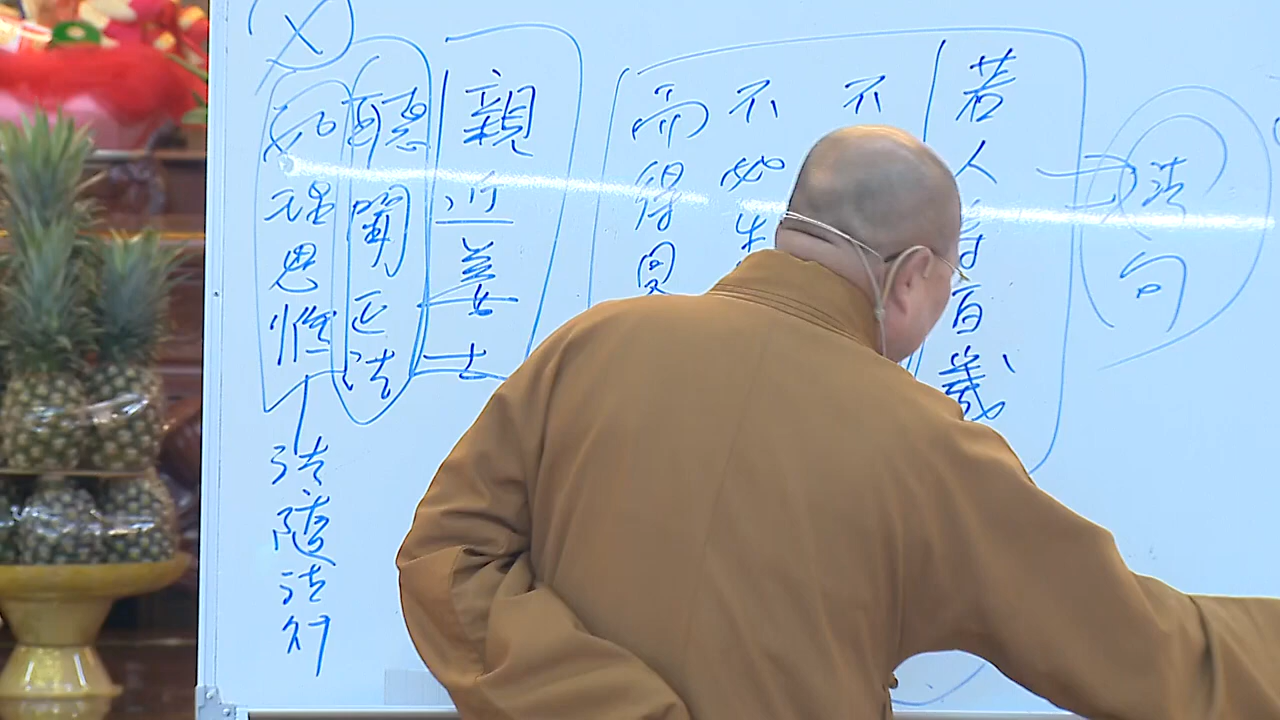 法句
若人壽百歲
不
不如生
而得
親近善士
聽聞正法
如理思惟
法隨法行